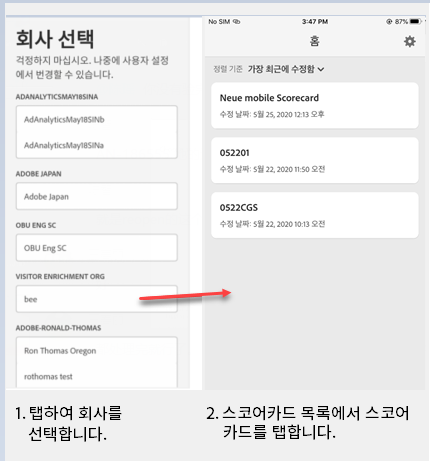 회사 선택
걱정하지 마십시오. 나중에 사용자 설정
에서 변경할 수 있습니다.
ADANALYTICSMAY18SINA
AdAnalyticsMay18SINb
AdAnalyticsMay18SINa
ADOBE JAPAN
Adobe Japan
OBU ENG SC
OBU Eng SC
VISITOR ENRICHMENT ORG
bee
ADOBE-RONALD-THOMAS
Ron Thomas Oregon
rothomas test
1. 탭하여 회사를
선택합니다.
No SIM 3:47 PM 87%
홈
정렬 기준 가장 최근에 수정함
Neue mobile Scorecard
수정 날짜: 5월 25, 2020 12:13 오후
052201
수정 날짜: 5월 22, 2020 11:50 오전
0522CGS
수정 날짜: 5월 22, 2020 10:13 오전
2. 스코어카드 목록에서 스코어
카드를 탭합니다.